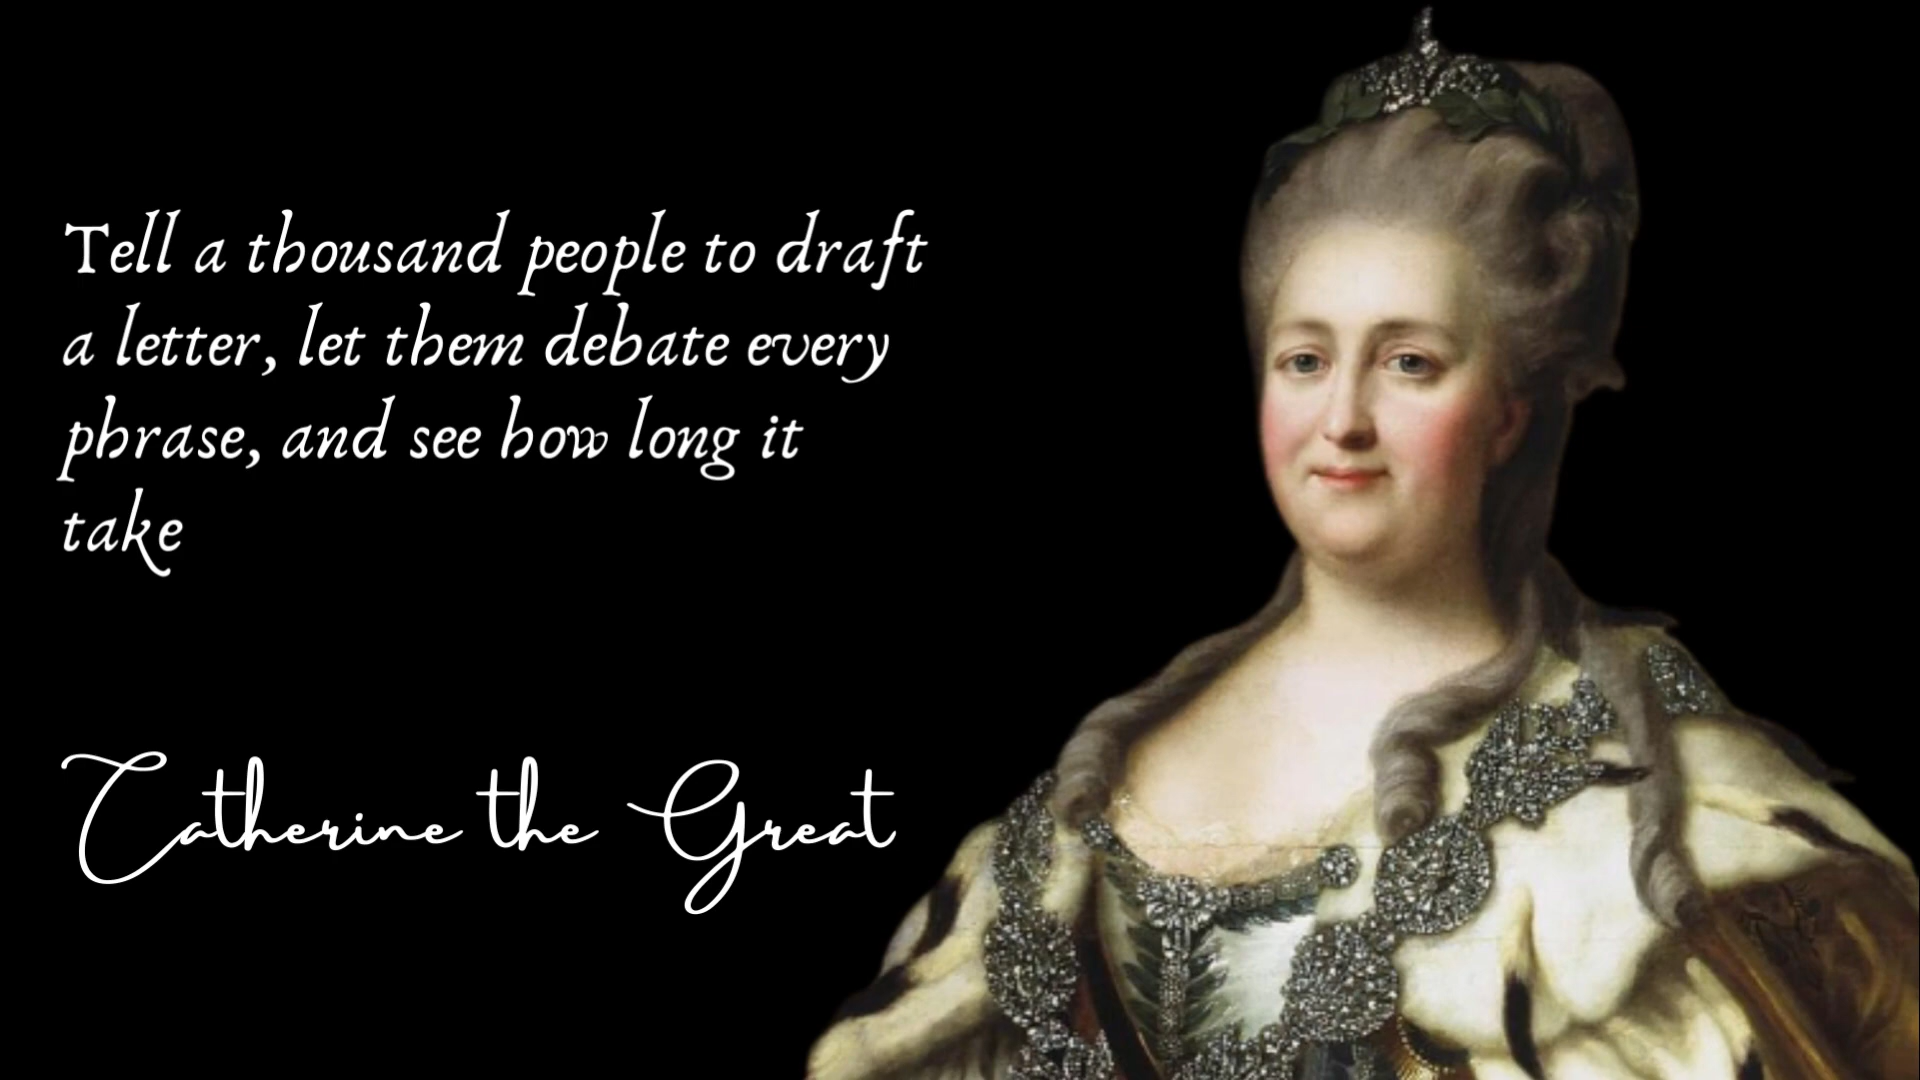 Tell a thousand people to draft
a letter, let them debate every
phrase, and see how long it
take
Catherine the Great